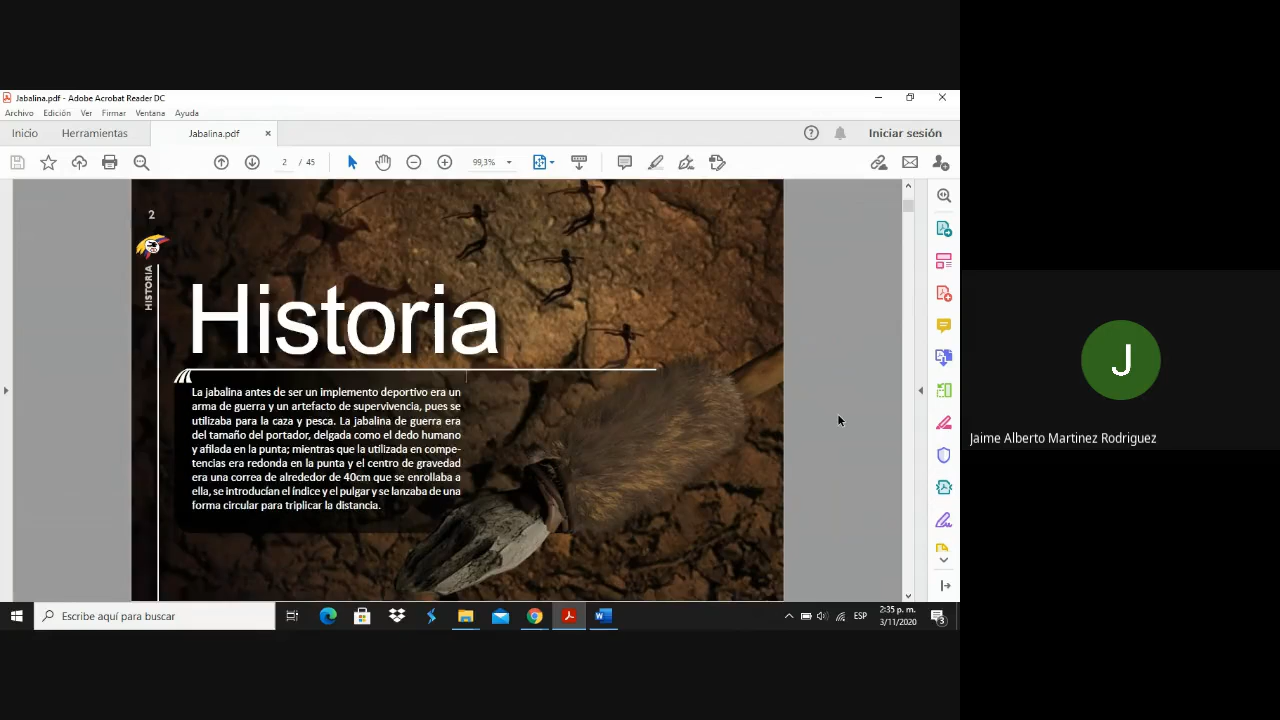 Jabalina.pdf - Adobe Acrobat Reader DC
Archivo Edición Ver Firmar Ventana Ayuda
Inicio Herramientas Jabalina.pdf × Iniciar sesión
2 / 45 99,3%
2
HISTORIA
Historia
La jabalina antes de ser un implemento deportivo era un
arma de guerra y un artefacto de supervivencia, pues se
utilizaba para la caza y pesca. La jabalina de guerra era
del tamaño del portador, delgada como el dedo humano
y afilada en la punta; mientras que la utilizada en compe-
tencias era redonda en la punta y el centro de gravedad
era una correa de alrededor de 40cm que se enrollaba a
ella, se introducían el índice y el pulgar y se lanzaba de una
forma circular para triplicar la distancia.
J
Jaime Alberto Martinez Rodriguez
Escribe aquí para buscar
ESP
2:35 p. m.
3/11/2020
3